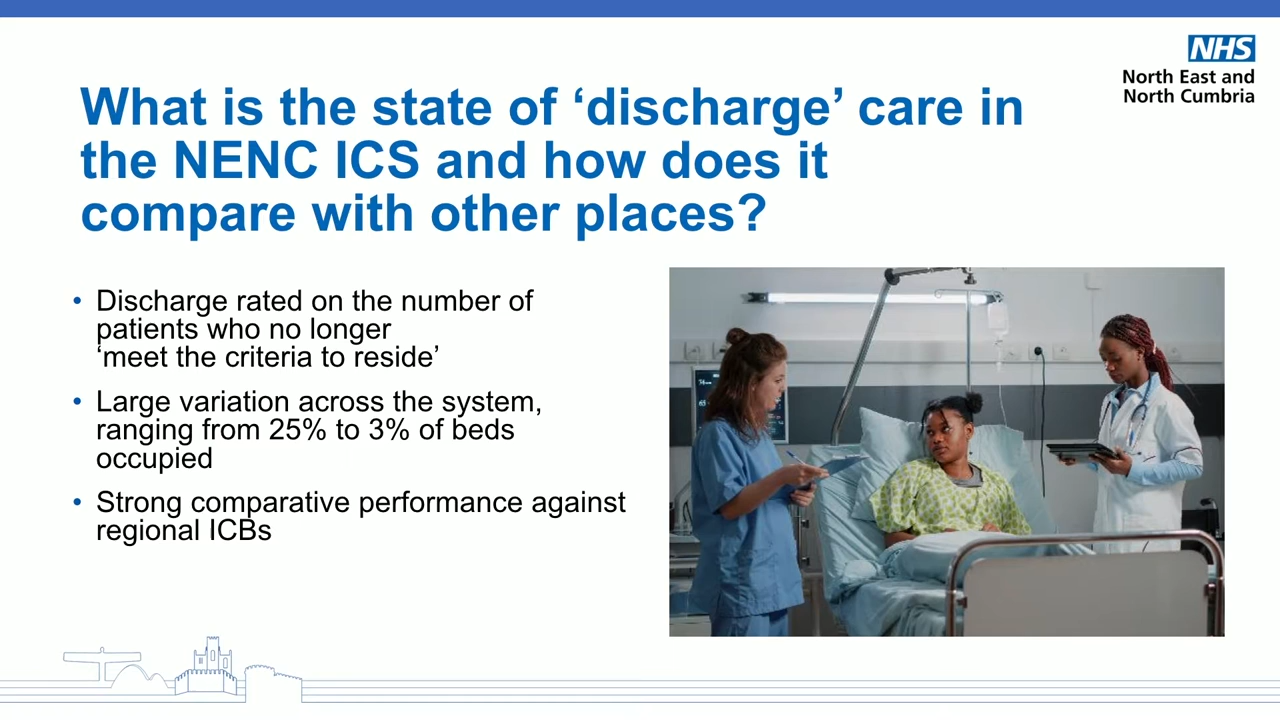 NHS
North East and
North Cumbria
What is the state of ‘discharge’ care in
the NENC ICS and how does it
compare with other places?
• Discharge rated on the number of
patients who no longer
‘meet the criteria to reside’
• Large variation across the system,
ranging from 25% to 3% of beds
occupied
• Strong comparative performance against
regional ICBs